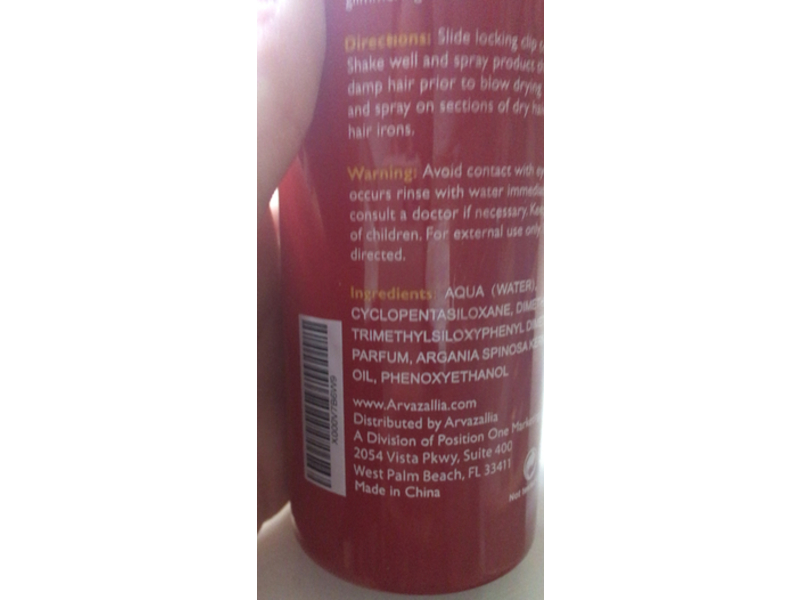 Directions: Slide locking clip
Shake well and spray product
damp hair prior to blow drying
and spray on sections of dry
hair irons.
Warning: Avoid contact with
occurs rinse with water
consult a doctor if necessary.
of children. For external use only
directed.
Ingredients: AQUA (WATER),
CYCLOPENTASILOXANE,
TRIMETHYLSILOXYPHENYL
PARFUM, ARGANIA SPINOSA
OIL, PHENOXYETHANOL
www.Arvazallia.com
Distributed by Arvazallia
A Division of Position One
2054 Vista Pkwy, Suite 400
West Palm Beach, FL 33411
Made in China